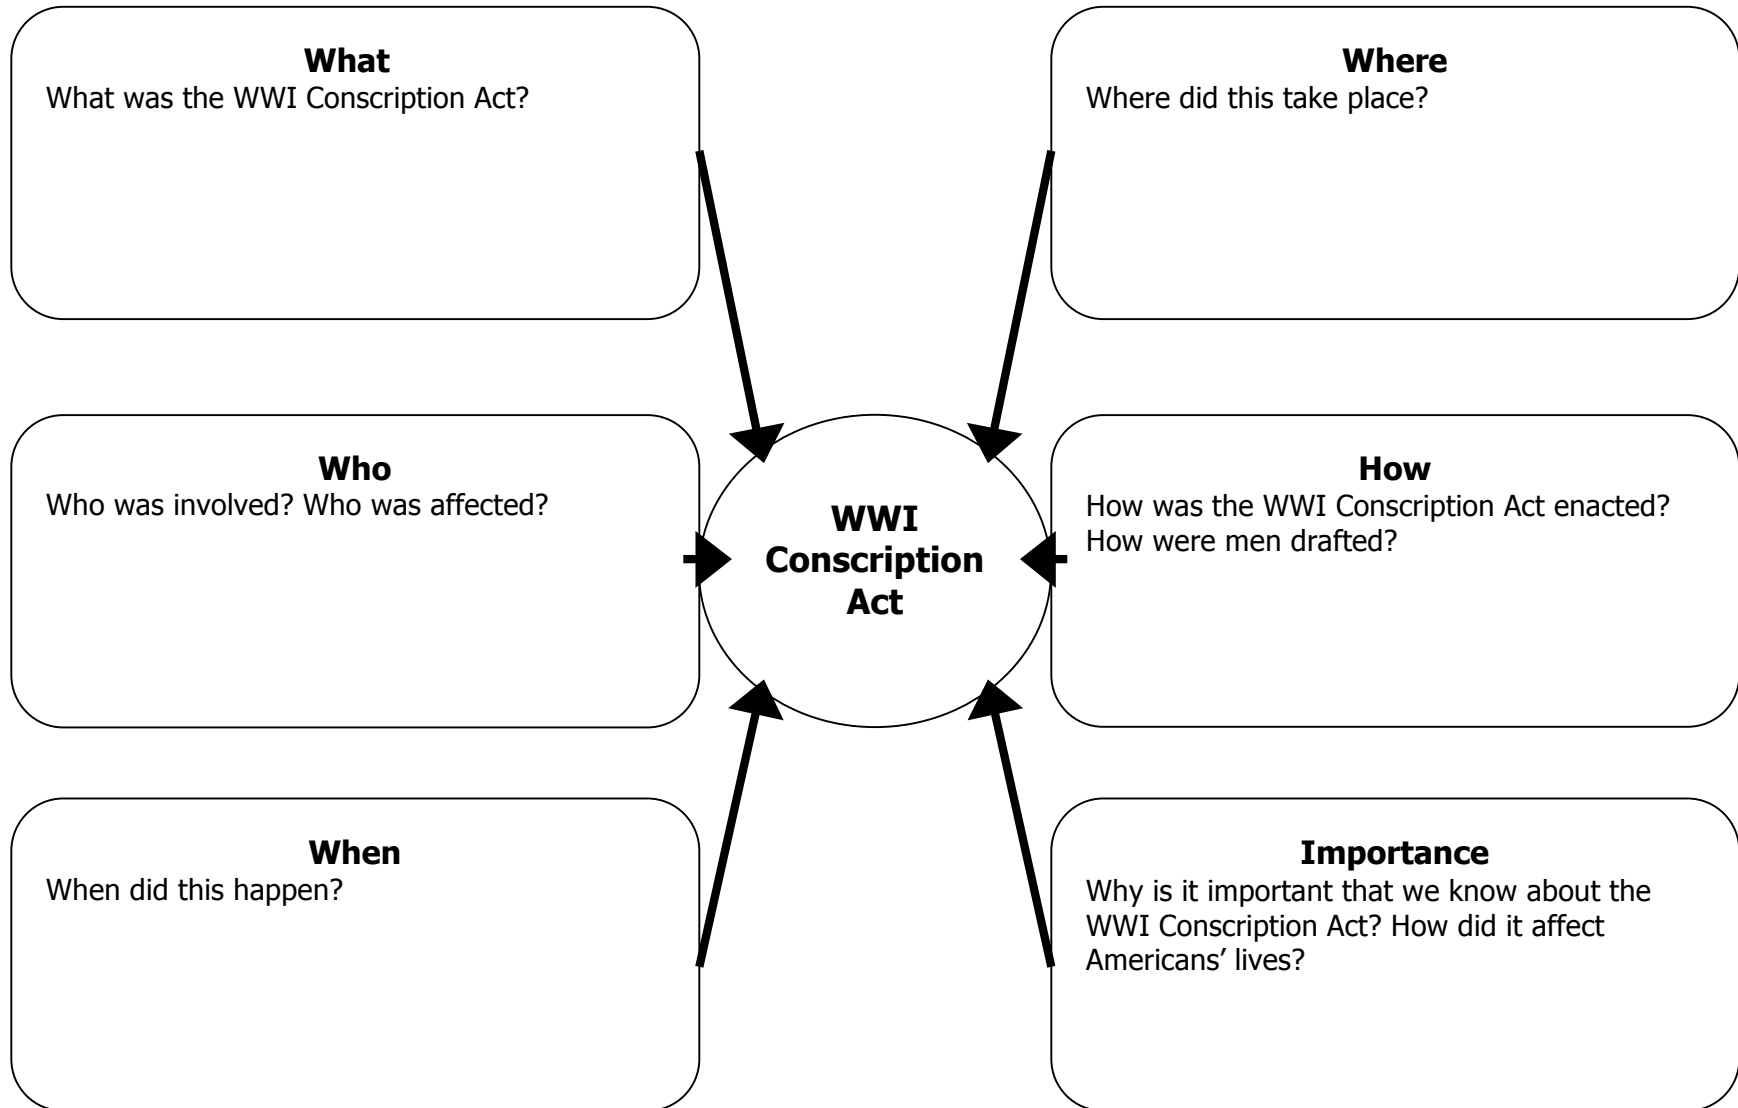 What
What was the WWI Conscription Act?
Where
Where did this take place?
Who
Who was involved? Who was affected?
WWI
Conscription
Act
How
How was the WWI Conscription Act enacted?
How were men drafted?
When
When did this happen?
Importance
Why is it important that we know about the
WWI Conscription Act? How did it affect
Americans’ lives?